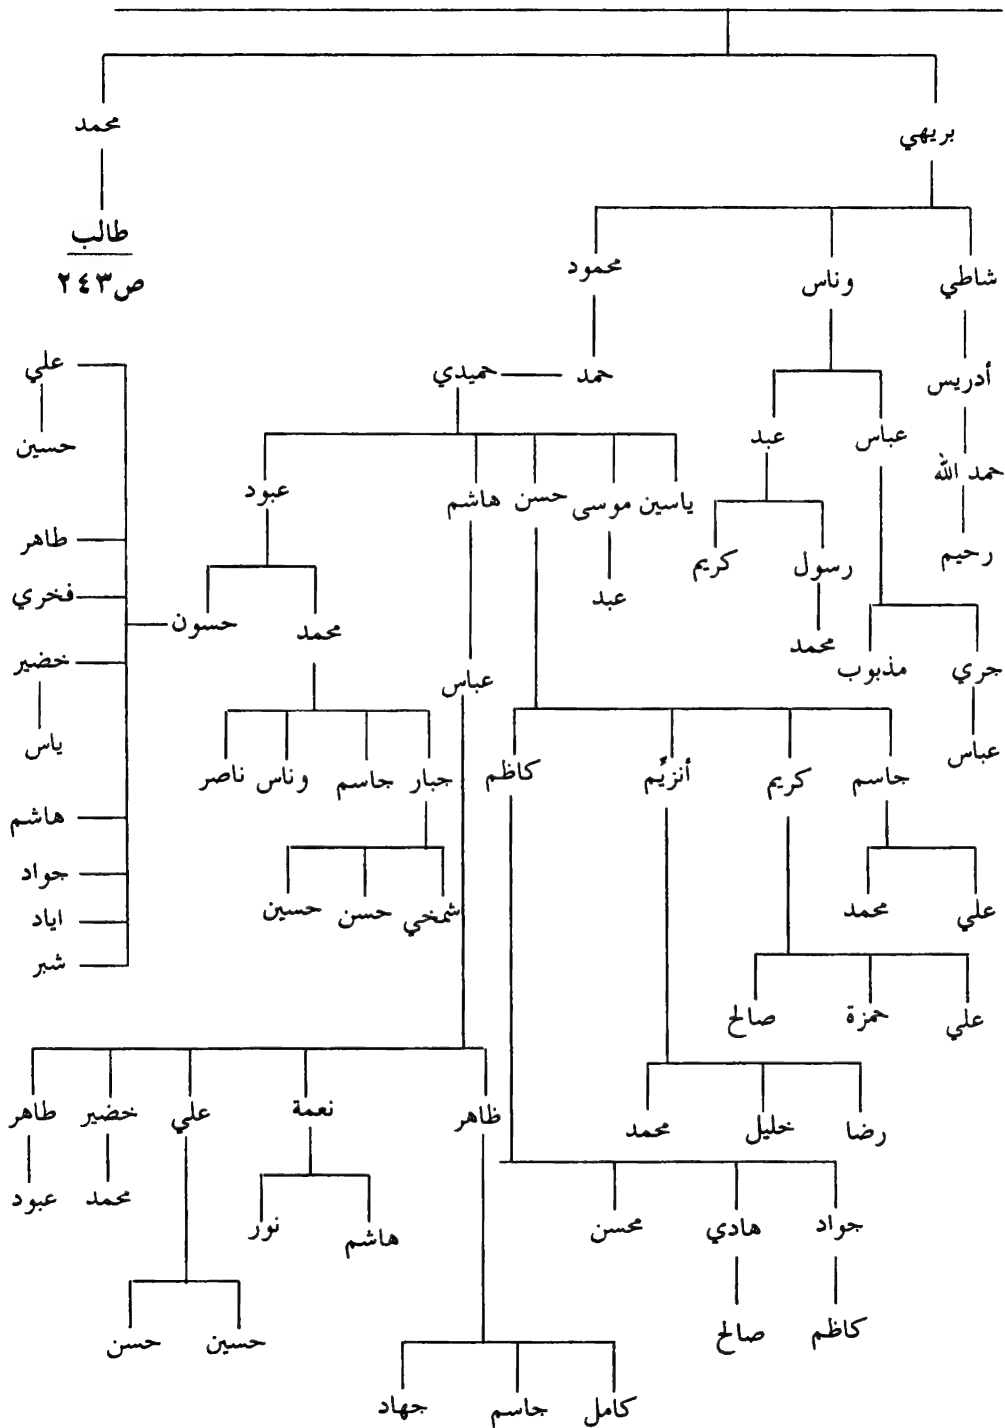 بريهي محمد
طالب
ص٢٤٣
شاطي وناس محمود
علي
أدريس حمد حميدي
حسين
عباس عبد
حمد الله
ياسين موسى حسن هاشم عبود
طاهر
رحيم رسول كريم عبد
فخري
محمد حسون
محمد
جري مذبوب عباس خضير
عباس ياس
جاسم كريم أنزيِّم كاظم جبار جاسم وناس ناصر
هاشم
جواد
علي محمد شمخي حسن حسين
اياد
شبر
علي حمزة صالح
رضا خليل محمد ظاهر نعمة علي خضير طاهر
محمد عبود
جواد هادي محسن هاشم نور
كاظم صالح حسين حسن
كامل جاسم جهاد